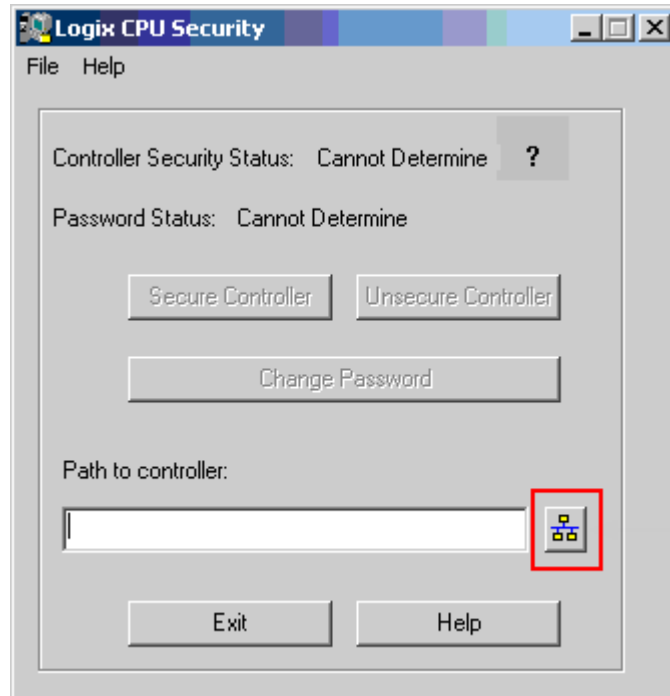 Logix CPU Security
File Help
Controller Security Status: Cannot Determine ?
Password Status: Cannot Determine
Secure Controller Unsecure Controller
Change Password
Path to controller:
Exit Help